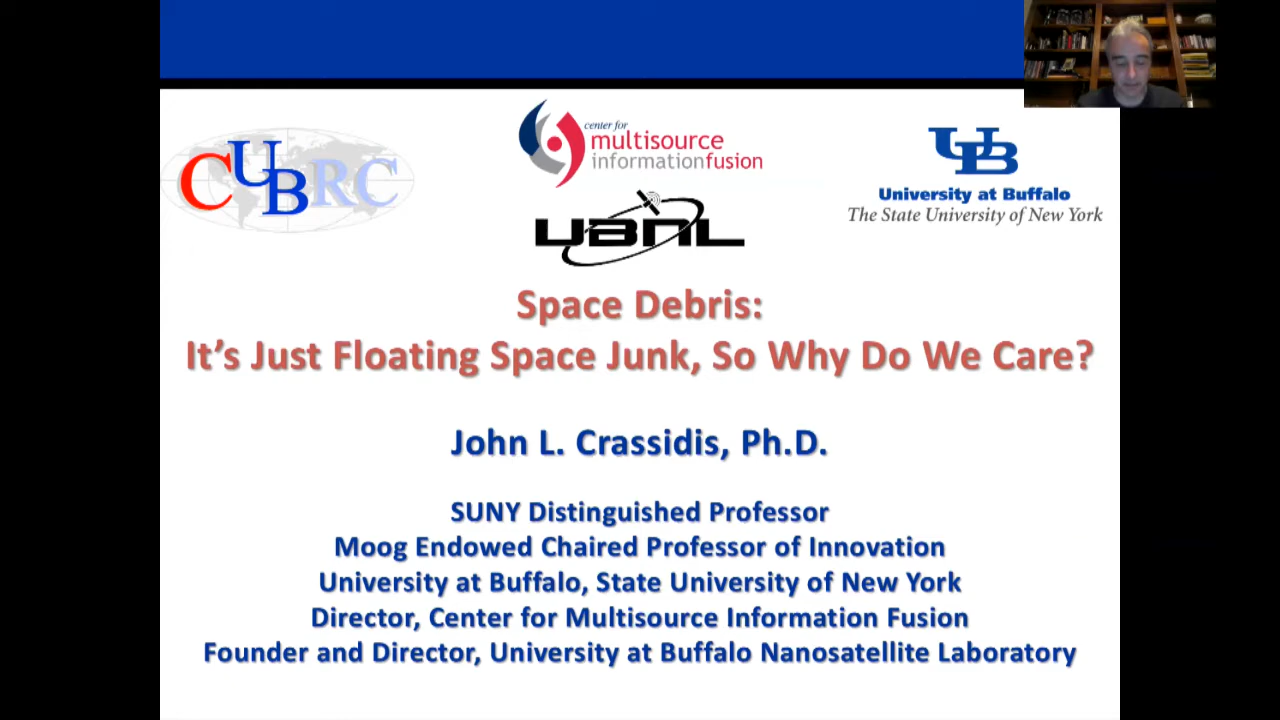 CUBRC
center for
multisource
informationfusion
UB
University at Buffalo
The State University of New York
UBNL
Space Debris:
It's Just Floating Space Junk, So Why Do We Care?
John L. Crassidis, Ph.D.
SUNY Distinguished Professor
Moog Endowed Chaired Professor of Innovation
University at Buffalo, State University of New York
Director, Center for Multisource Information Fusion
Founder and Director, University at Buffalo Nanosatellite Laboratory